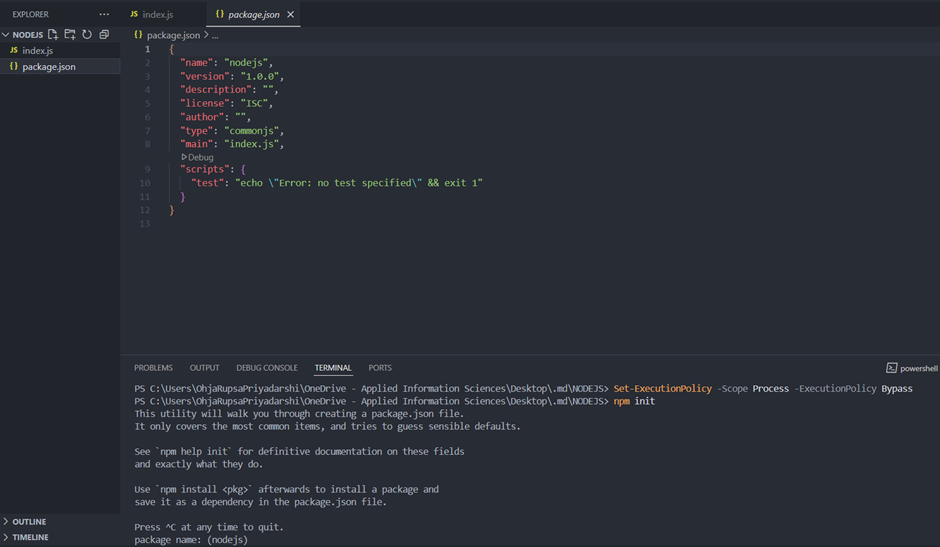 EXPLORER
JS index.js
{} package.json
NODEJS
JS index.js
{} package.json
OUTLINE
TIMELINE
{} package.json > ...
1 {
2 "name": "nodejs",
3 "version": "1.0.0",
4 "description": "",
5 "license": "ISC",
6 "author": "",
7 "type": "commonjs",
8 "main": "index.js",
Debug
9 "scripts": {
10 "test": "echo \"Error: no test specified\" && exit 1"
11 }
12 }
13
PROBLEMS OUTPUT DEBUG CONSOLE TERMINAL PORTS
powershell
PS C:\Users\OhjaRupsaPriyadarshi\OneDrive - Applied Information Sciences\Desktop\.md\NODEJS> Set-ExecutionPolicy -Scope Process -ExecutionPolicy Bypass
PS C:\Users\OhjaRupsaPriyadarshi\OneDrive - Applied Information Sciences\Desktop\.md\NODEJS> npm init
This utility will walk you through creating a package.json file.
It only covers the most common items, and tries to guess sensible defaults.
See `npm help init` for definitive documentation on these fields
and exactly what they do.
Use `npm install <pkg>` afterwards to install a package and
save it as a dependency in the package.json file.
Press ^C at any time to quit.
package name: (nodejs)